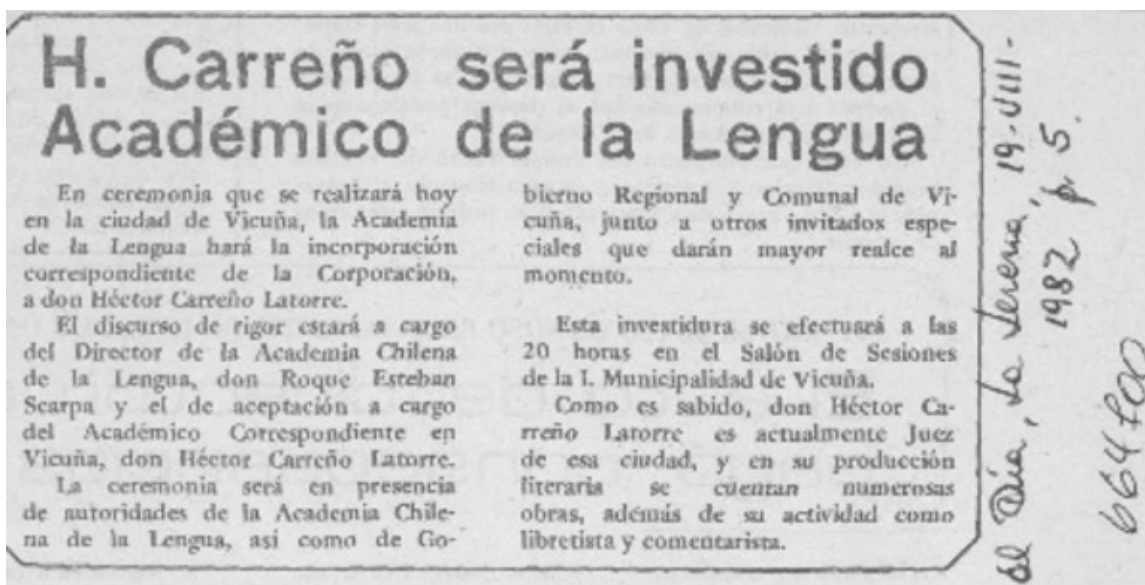 H. Carreño será investido
Académico de la Lengua
En ceremonia que se realizará hoy
en la ciudad de Vicuña, la Academia
de la Lengua hará la incorporación
correspondiente de la Corporación,
a don Héctor Carreño Latorre.
El discurso de rigor estará a cargo
del Director de la Academia Chilena
de la Lengua, don Roque Esteban
Scarpa y el de aceptación a cargo
del Académico Correspondiente en
Vicuña, don Héctor Carreño Latorre.
La ceremonia será en presencia
de autoridades de la Academia Chile-
na de la Lengua, así como de Go-
bierno Regional y Comunal de Vi-
cuña, junto a otros invitados espe-
ciales que darán mayor realce al
momento.
Esta investidura se efectuará a las
20 horas en el Salón de Sesiones
de la I. Municipalidad de Vicuña.
Como es sabido, don Héctor Ca-
rreño Latorre es actualmente Juez
de esa ciudad, y en su producción
literaria se cuentan numerosas
obras, además de su actividad como
libretista y comentarista.
El Día, La Serena, 19.VIII.
1982 p. 5.